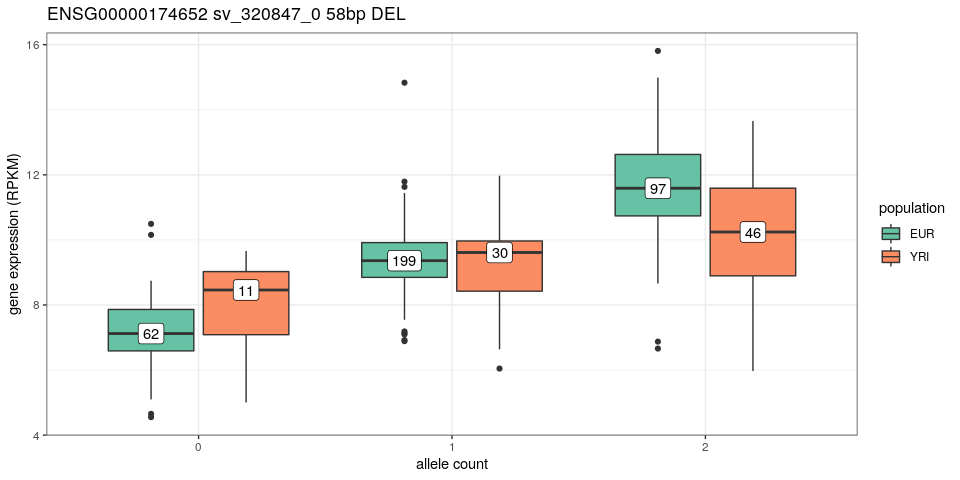 ENSG00000174652 sv_320847_0 58bp DEL
16
12
8
4
gene expression (RPKM)
62
11
199
30
97
46
0
1
2
allele count
population
EUR
YRI